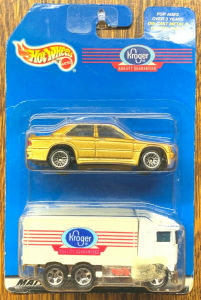 Hot Wheels
Kroger
QUALITY GUARANTEED
FOR AGES
OVER 3 YEARS
DIE-CAST METAL
Kroger
QUALITY GUARANTEED